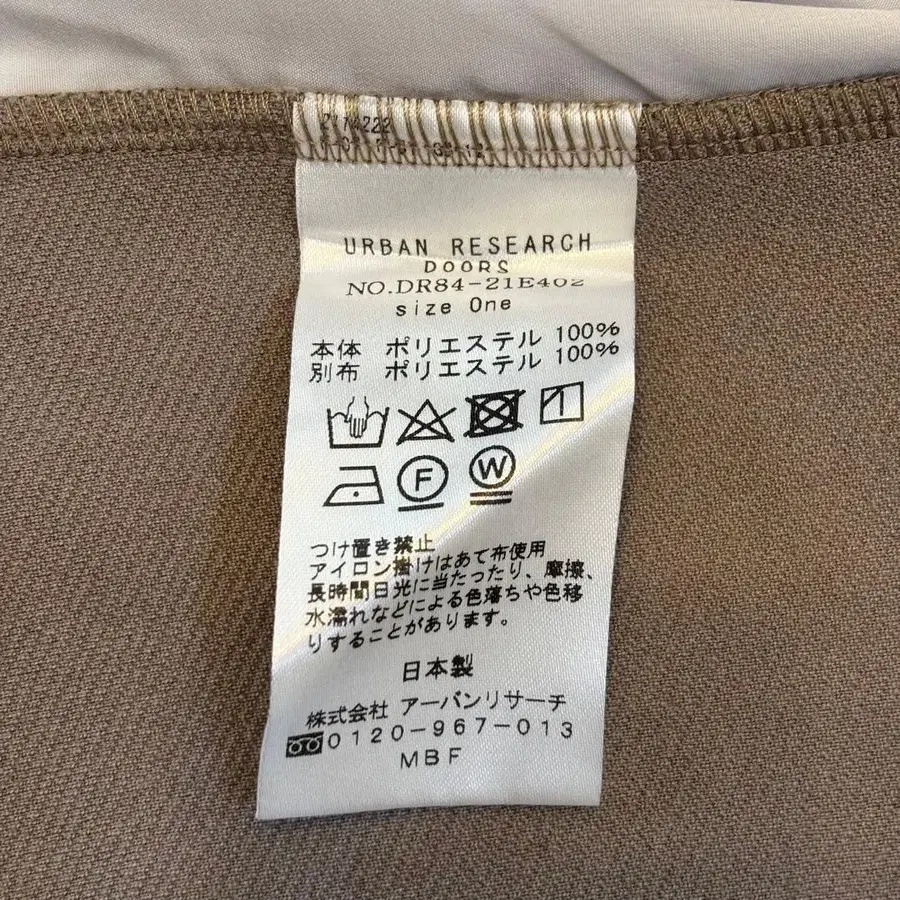 URBAN RESEARCH
DOORS
NO.DR84-21E402
size One
本体 ポリエステル 100%
別布 ポリエステル 100%
F W
つけ置き禁止
アイロン掛けはあて布使用
長時間日光に当たったり、摩擦、
水濡れなどによる色落ちや色移
りすることがあります。
日本製
株式会社 アーバンリサーチ
0120-967-013
MBF